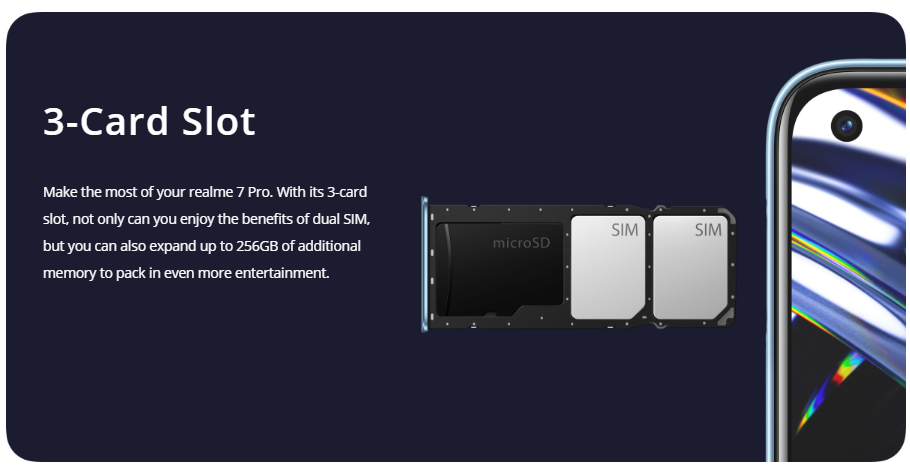 3-Card Slot
Make the most of your realme 7 Pro. With its 3-card
slot, not only can you enjoy the benefits of dual SIM,
but you can also expand up to 256GB of additional
memory to pack in even more entertainment.
microSD
SIM
SIM